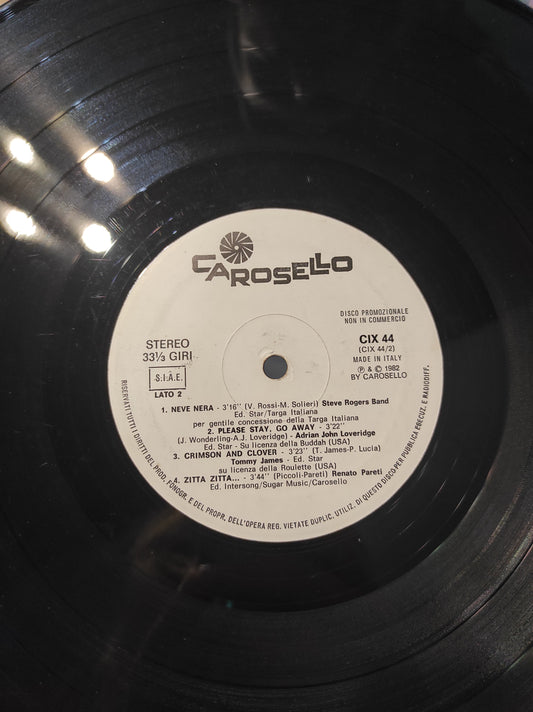 CAROSELLO
DISCO PROMOZIONALE
NON IN COMMERCIO
STEREO
33⅓ GIRI
CIX 44
(CIX 44/2)
MADE IN ITALY
S.I.A.E.
LATO 2
℗ & © 1982
BY CAROSELLO
1. NEVE NERA - 3'16" (V. Rossi-M. Solieri) Steve Rogers Band
Ed. Star/Targa Italiana
per gentile concessione della Targa Italiana
2. PLEASE STAY, GO AWAY - 3'22"
(J. Wonderling-A.J. Loveridge) - Adrian John Loveridge
Ed. Star - Su licenza della Buddah (USA)
3. CRIMSON AND CLOVER - 3'23" (T. James-P. Lucia)
Tommy James - Ed. Star
su licenza della Roulette (USA)
4. ZITTA ZITTA... - 3'44" (Piccoli-Pareti) Renato Pareti
Ed. Intersong/Sugar Music/Carosello
RISERVATI TUTTI I DIRITTI DEL PROD. FONOGR. E DEL PROPR. DELL'OPERA REG. VIETATE DUPLIC. UTILIZ. DI QUESTO DISCO PER PUBBLICA ESECUZ. E RADIODIFF.